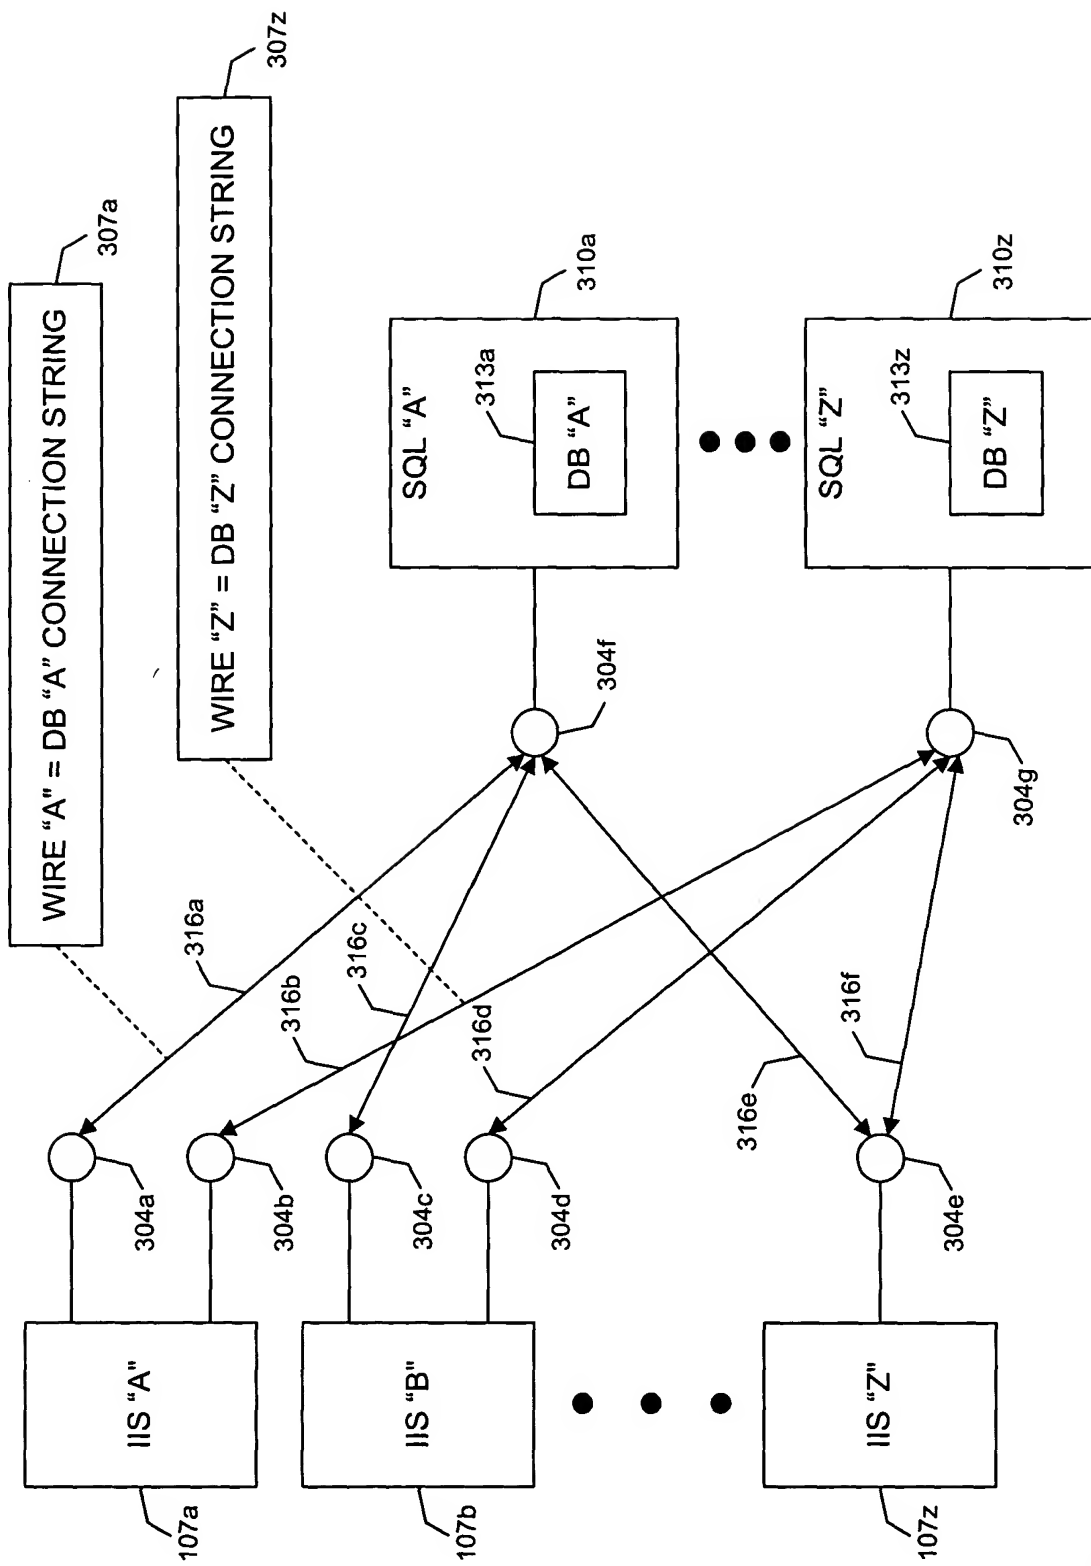 WIRE “A” = DB “A” CONNECTION STRING
307a
WIRE “Z” = DB “Z” CONNECTION STRING
307z
316a
316b
316c
316d
316e
316f
304a
304b
304c
304d
304e
304f
304g
IIS “A”
107a
IIS “B”
107b
IIS “Z”
107z
SQL “A”
310a
313a
DB “A”
SQL “Z”
310z
313z
DB “Z”